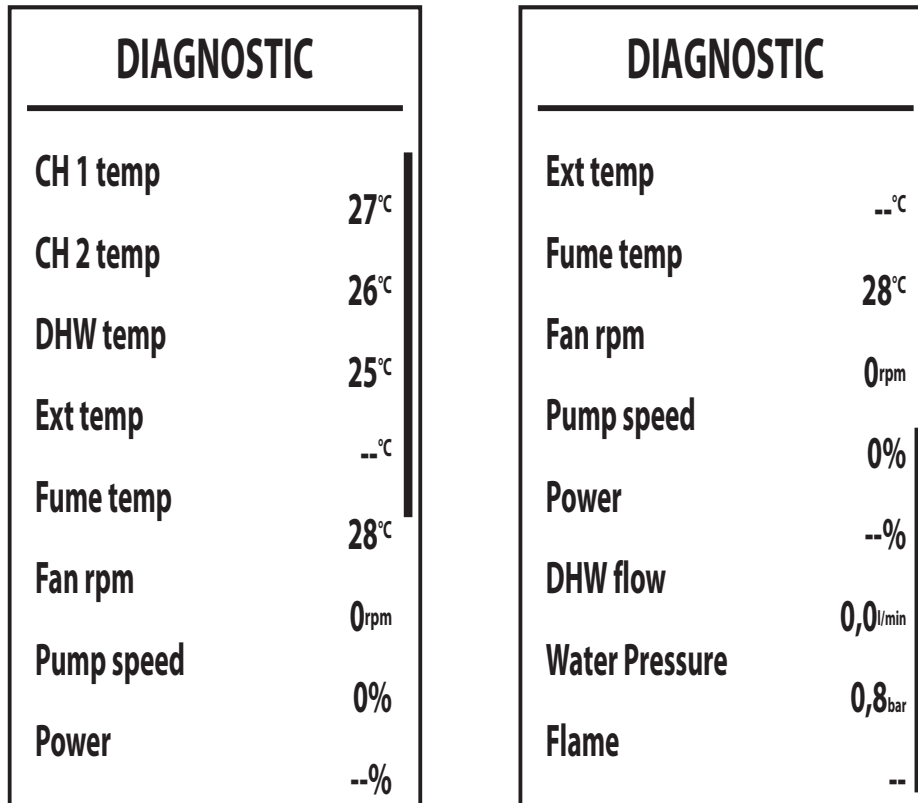 DIAGNOSTIC
CH 1 temp
27°C
CH 2 temp
26°C
DHW temp
25°C
Ext temp
--°C
Fume temp
28°C
Fan rpm
0rpm
Pump speed
0%
Power
--%
DIAGNOSTIC
Ext temp
--°C
Fume temp
28°C
Fan rpm
0rpm
Pump speed
0%
Power
--%
DHW flow
0,0l/min
Water Pressure
0,8bar
Flame
--